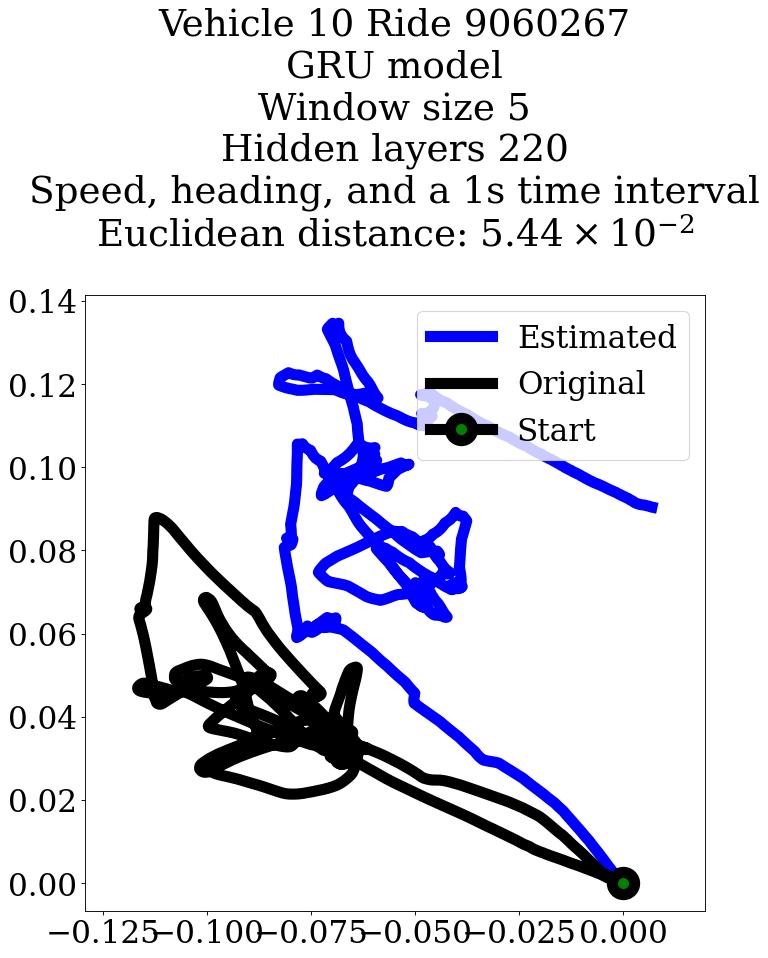 Vehicle 10 Ride 9060267
GRU model
Window size 5
Hidden layers 220
Speed, heading, and a 1s time interval
Euclidean distance: 5.44 × 10⁻²
0.14
0.12
0.10
0.08
0.06
0.04
0.02
0.00
Estimated
Original
Start
−0.125 −0.100 −0.075 −0.050 −0.025 0.000